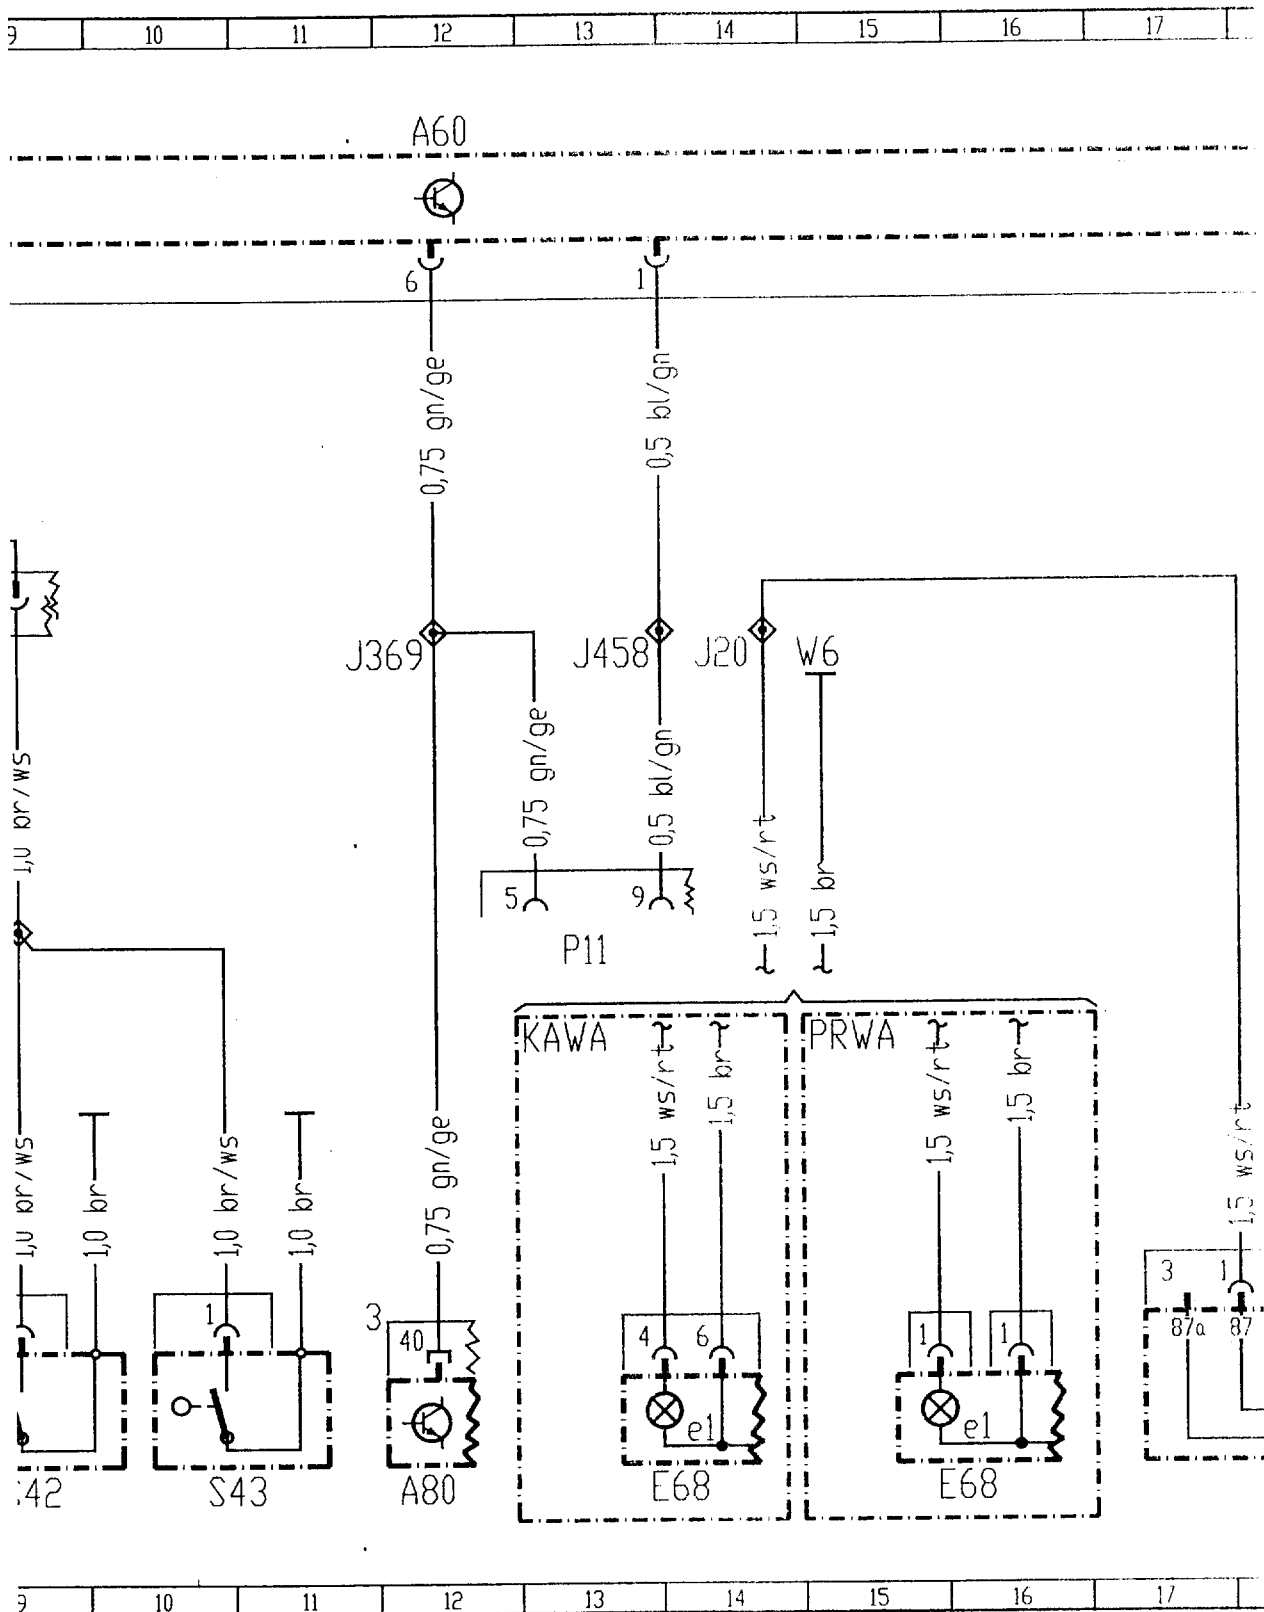 9 10 11 12 13 14 15 16 17
A60
6 1
0,75 gn/ge
0,5 bl/gn
J369 J458 J20 W6
1,0 br/ws
0,75 gn/ge
0,5 bl/gn
1,5 ws/rt
1,5 br
5 9
P11
KAWA PRWA
1,5 ws/rt
1,5 br
1,5 ws/rt
1,5 br
1,0 br/ws
1,0 br
1,0 br/ws
1,0 br
0,75 gn/ge
1,5 ws/rt
3 1
1 3 40 4 6 1 1 87a 87
e1 e1
42 S43 A80 E68 E68
9 10 11 12 13 14 15 16 17